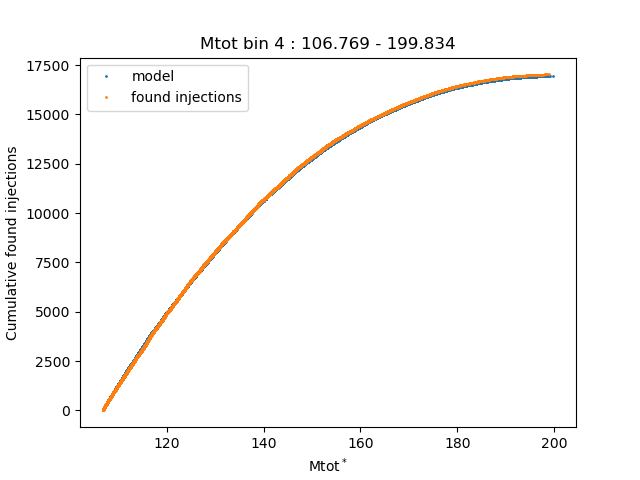 Mtot bin 4 : 106.769 - 199.834
model
found injections
17500
15000
12500
10000
7500
5000
2500
0
Cumulative found injections
120 140 160 180 200
Mtot*